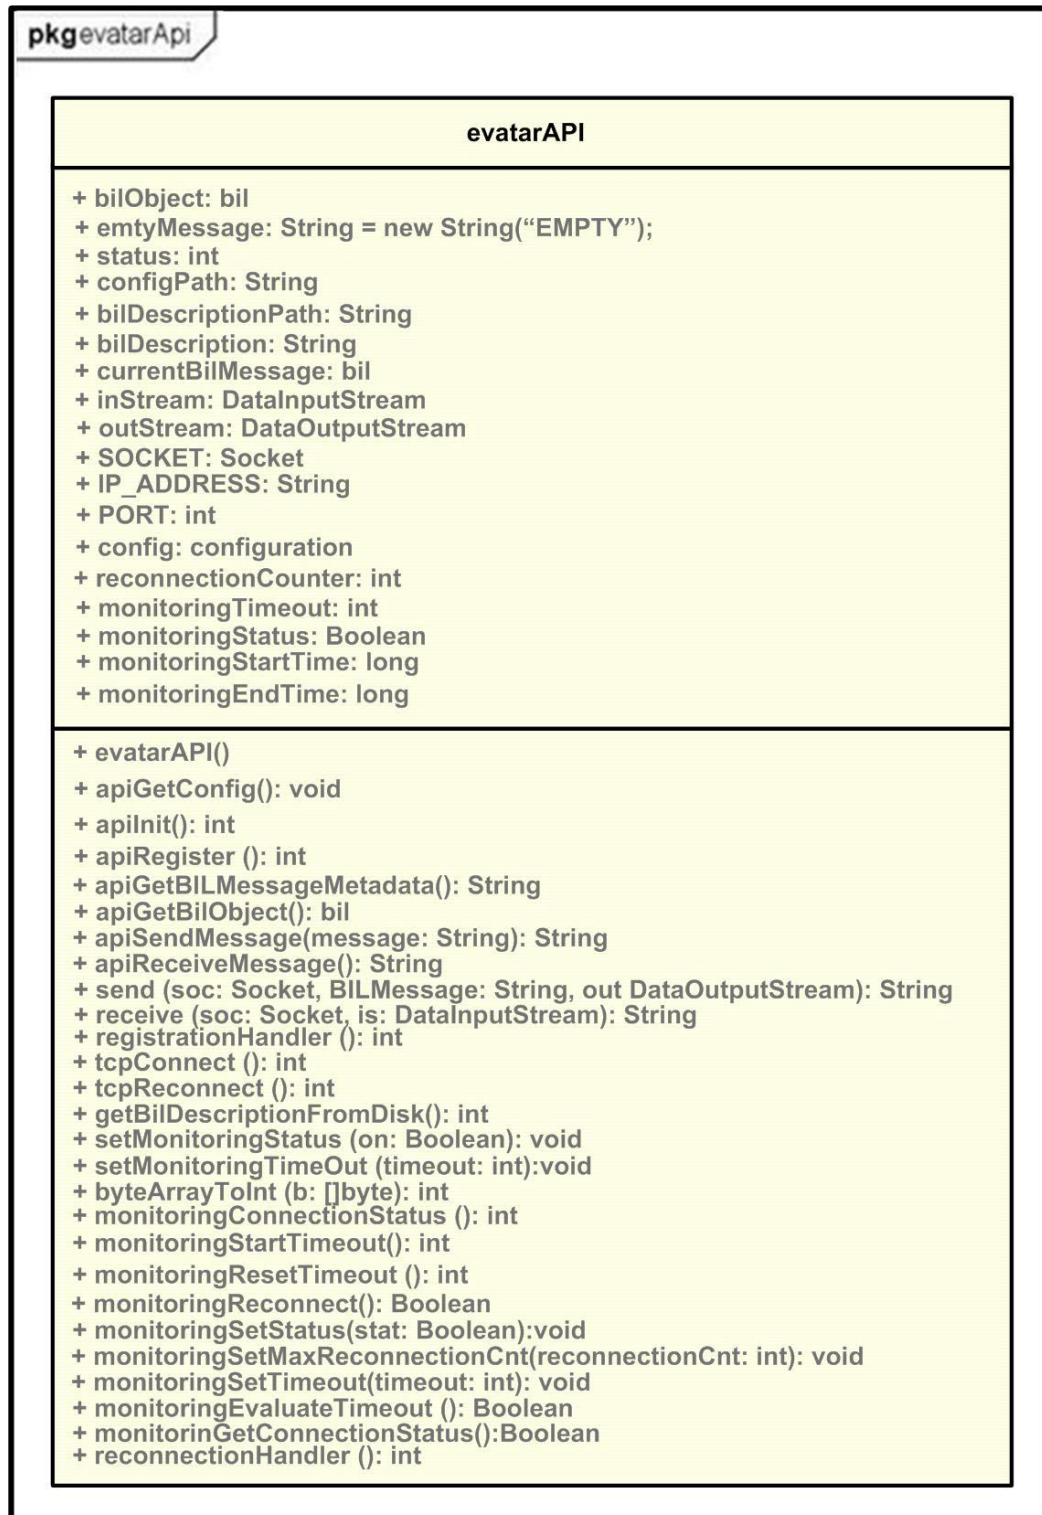 pkg evatarApi
evatarAPI
+ bilObject: bil
+ emtyMessage: String = new String(“EMPTY”);
+ status: int
+ configPath: String
+ bilDescriptionPath: String
+ bilDescription: String
+ currentBilMessage: bil
+ inStream: DataInputStream
+ outStream: DataOutputStream
+ SOCKET: Socket
+ IP_ADDRESS: String
+ PORT: int
+ config: configuration
+ reconnectionCounter: int
+ monitoringTimeout: int
+ monitoringStatus: Boolean
+ monitoringStartTime: long
+ monitoringEndTime: long
+ evatarAPI()
+ apiGetConfig(): void
+ apiInit(): int
+ apiRegister (): int
+ apiGetBILMessageMetadata(): String
+ apiGetBilObject(): bil
+ apiSendMessage(message: String): String
+ apiReceiveMessage(): String
+ send (soc: Socket, BILMessage: String, out DataOutputStream): String
+ receive (soc: Socket, is: DataInputStream): String
+ registrationHandler (): int
+ tcpConnect (): int
+ tcpReconnect (): int
+ getBilDescriptionFromDisk(): int
+ setMonitoringStatus (on: Boolean): void
+ setMonitoringTimeOut (timeout: int):void
+ byteArrayToInt (b: []byte): int
+ monitoringConnectionStatus (): int
+ monitoringStartTimeout(): int
+ monitoringResetTimeout (): int
+ monitoringReconnect(): Boolean
+ monitoringSetStatus(stat: Boolean):void
+ monitoringSetMaxReconnectionCnt(reconnectionCnt: int): void
+ monitoringSetTimeout(timeout: int): void
+ monitoringEvaluateTimeout (): Boolean
+ monitorinGetConnectionStatus():Boolean
+ reconnectionHandler (): int